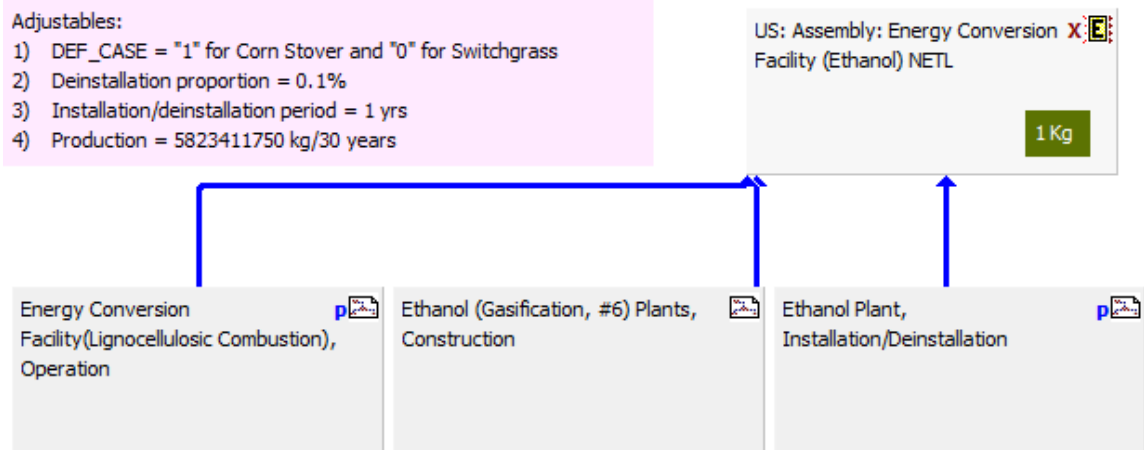 Adjustables:
1) DEF_CASE = "1" for Corn Stover and "0" for Switchgrass
2) Deinstallation proportion = 0.1%
3) Installation/deinstallation period = 1 yrs
4) Production = 5823411750 kg/30 years
US: Assembly: Energy Conversion X E
Facility (Ethanol) NETL
1 Kg
Energy Conversion p
Facility(Lignocellulosic Combustion),
Operation
Ethanol (Gasification, #6) Plants,
Construction
Ethanol Plant, p
Installation/Deinstallation